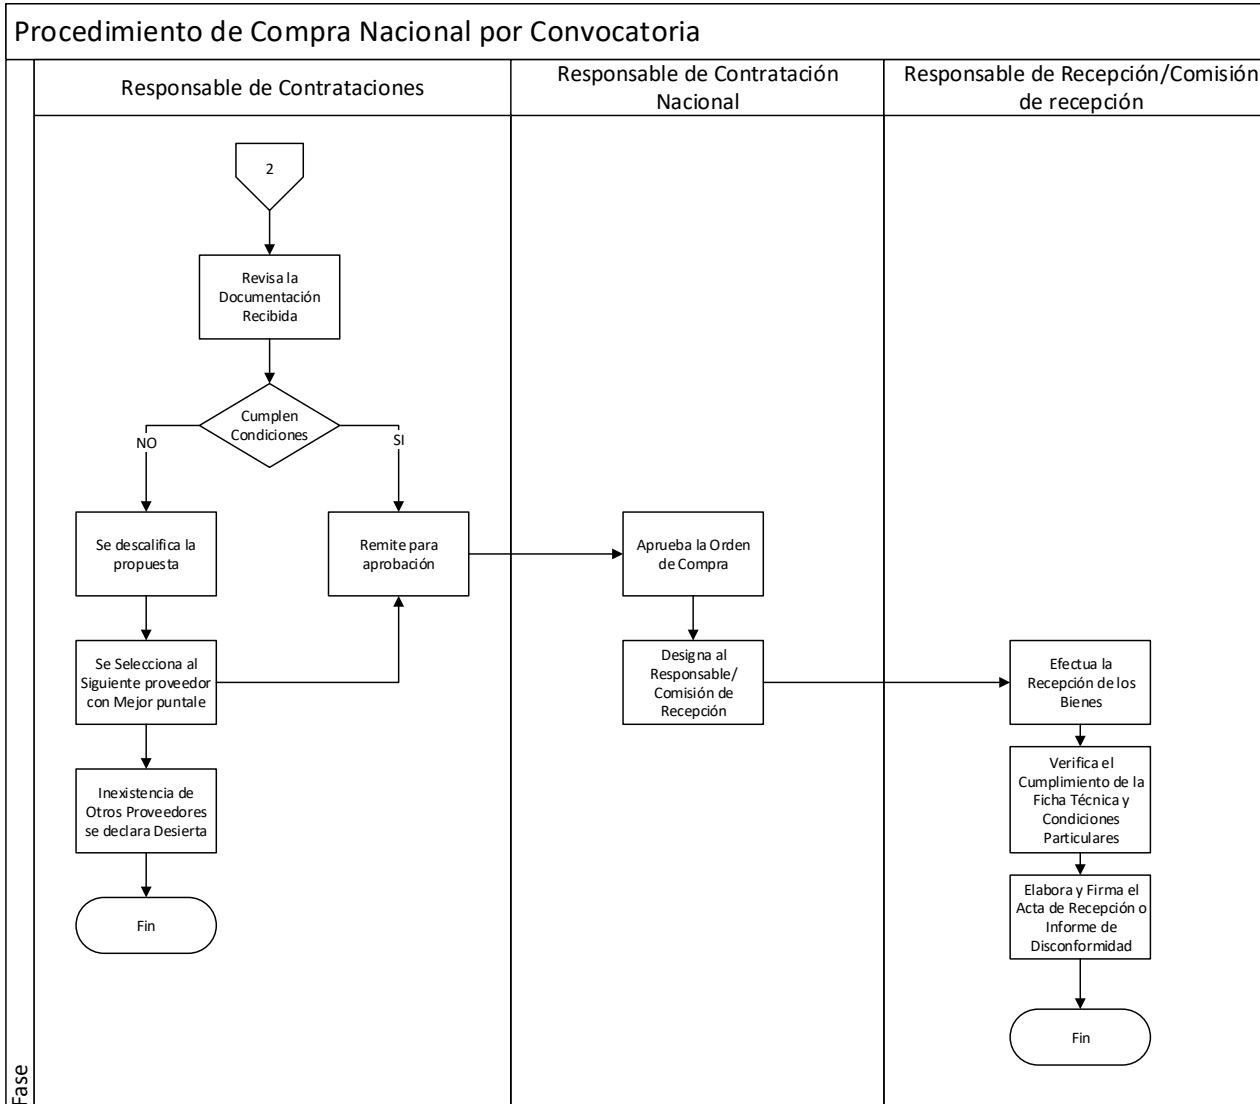 Procedimiento de Compra Nacional por Convocatoria
Responsable de Contrataciones
Responsable de Contratación
Nacional
Responsable de Recepción/Comisión
de recepción
2
Revisa la
Documentación
Recibida
Cumplen
Condiciones
NO
SI
Se descalifica la
propuesta
Remite para
aprobación
Aprueba la Orden
de Compra
Se Selecciona al
Siguiente proveedor
con Mejor puntale
Designa al
Responsable/
Comisión de
Recepción
Efectua la
Recepción de los
Bienes
Inexistencia de
Otros Proveedores
se declara Desierta
Verifica el
Cumplimiento de la
Ficha Técnica y
Condiciones
Particulares
Fin
Elabora y Firma el
Acta de Recepción o
Informe de
Disconformidad
Fin
Fase